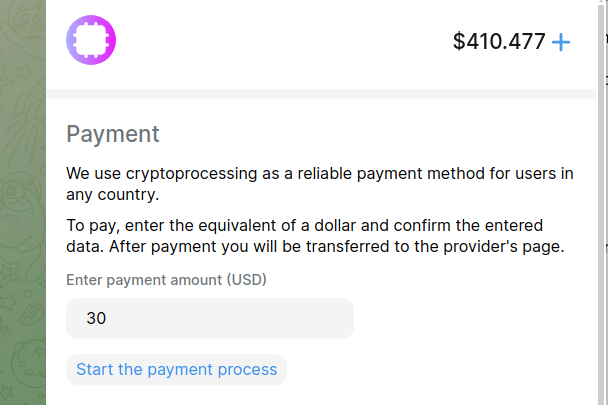 $410.477 +
Payment
We use cryptoprocessing as a reliable payment method for users in
any country.
To pay, enter the equivalent of a dollar and confirm the entered
data. After payment you will be transferred to the provider's page.
Enter payment amount (USD)
30
Start the payment process